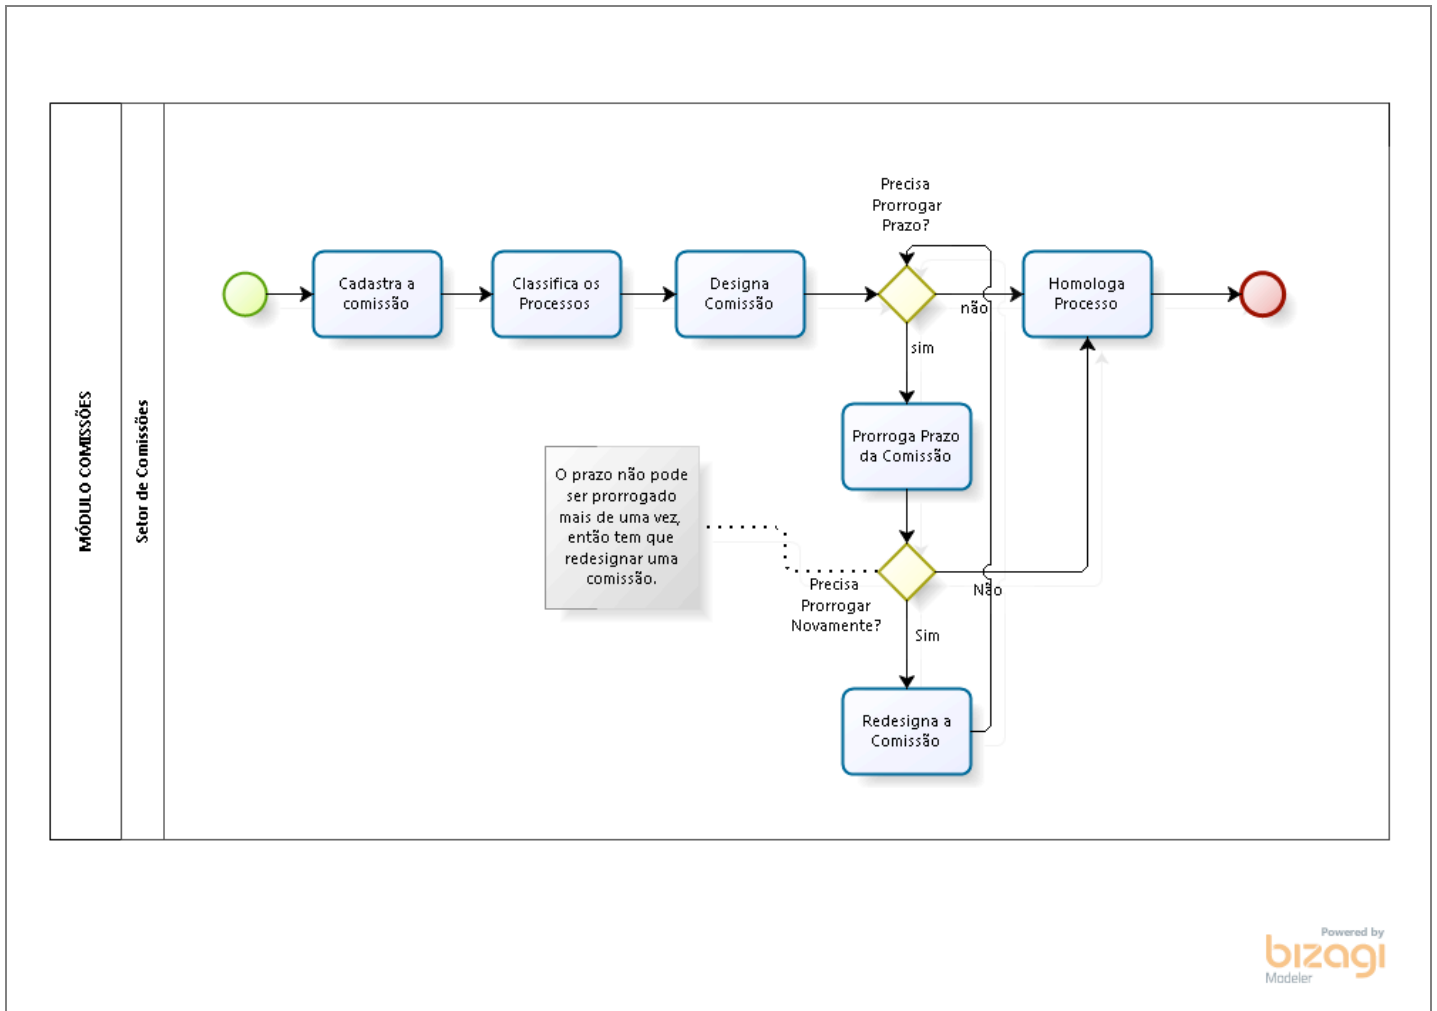 MÓDULO COMISSÕES
Setor de Comissões
Cadastra a
comissão
Classifica os
Processos
Designa
Comissão
Precisa
Prorrogar
Prazo?
não
sim
Homologa
Processo
Prorroga Prazo
da Comissão
O prazo não pode
ser prorrogado
mais de uma vez,
então tem que
redesignar uma
comissão.
Precisa
Prorrogar
Novamente?
Não
Sim
Redesigna a
Comissão
Powered by
bizagi
Modeler